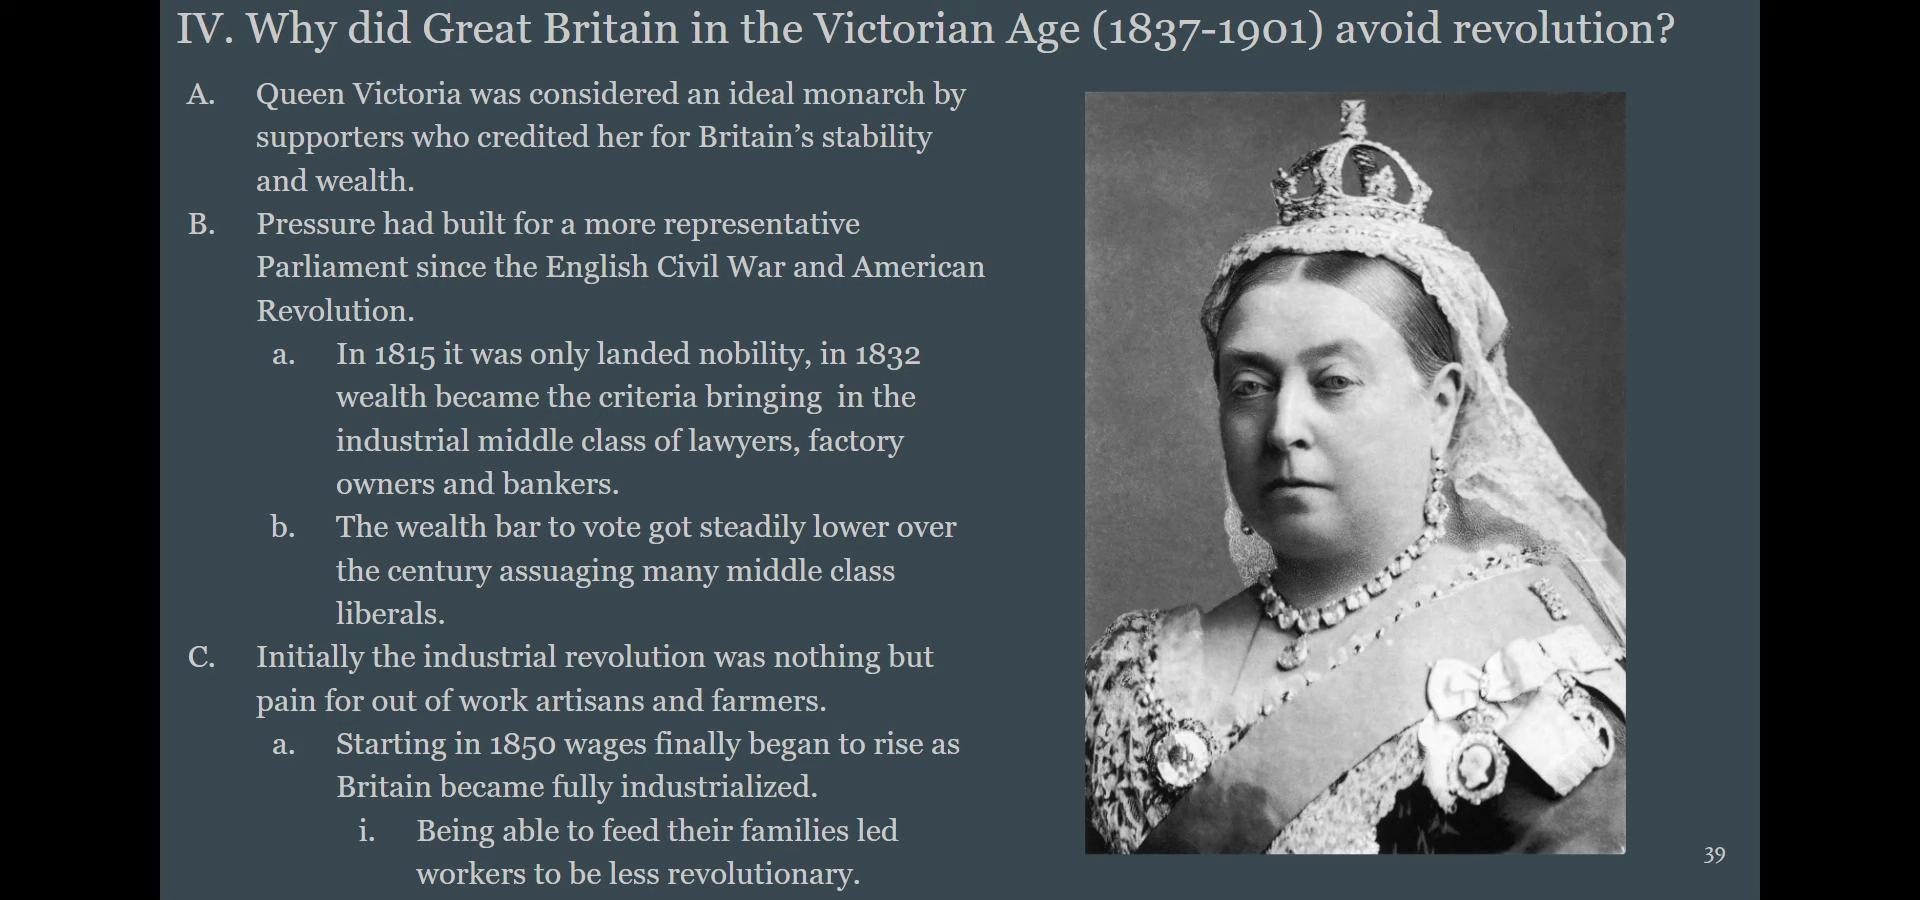 IV. Why did Great Britain in the Victorian Age (1837-1901) avoid revolution?
A. Queen Victoria was considered an ideal monarch by
supporters who credited her for Britain’s stability
and wealth.
B. Pressure had built for a more representative
Parliament since the English Civil War and American
Revolution.
a. In 1815 it was only landed nobility, in 1832
wealth became the criteria bringing  in the
industrial middle class of lawyers, factory
owners and bankers.
b. The wealth bar to vote got steadily lower over
the century assuaging many middle class
liberals.
C. Initially the industrial revolution was nothing but
pain for out of work artisans and farmers.
a. Starting in 1850 wages finally began to rise as
Britain became fully industrialized.
i. Being able to feed their families led
workers to be less revolutionary.
39